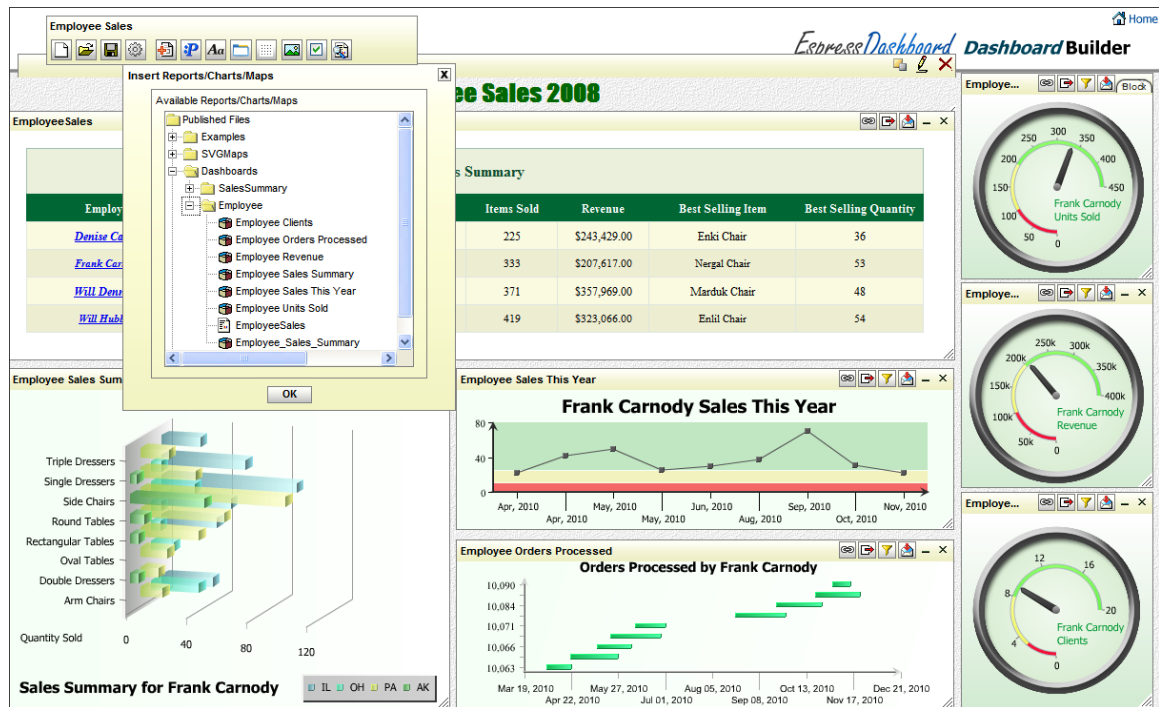 Employee Sales
Home
EspressDashboard Dashboard Builder
Insert Reports/Charts/Maps
Available Reports/Charts/Maps
Published Files
Examples
SVGMaps
Dashboards
SalesSummary
Employee
Employee Clients
Employee Orders Processed
Employee Revenue
Employee Sales Summary
Employee Sales This Year
Employee Units Sold
EmployeeSales
Employee_Sales_Summary
OK
ee Sales 2008
EmployeeSales
s Summary
Employ Items Sold Revenue Best Selling Item Best Selling Quantity
Denise Ca 225 $243,429.00 Enki Chair 36
Frank Car 333 $207,617.00 Nergal Chair 53
Will Denn 371 $357,969.00 Marduk Chair 48
Will Hubb 419 $323,066.00 Enlil Chair 54
Employe... Block
0 50 100 150 200 250 300 350 400 450
Frank Carnody
Units Sold
Employe...
0 50k 100k 150k 200k 250k 300k 350k 400k
Frank Carnody
Revenue
Employe...
0 4 8 12 16 20
Frank Carnody
Clients
Employee Sales Sum
Triple Dressers
Single Dressers
Side Chairs
Round Tables
Rectangular Tables
Oval Tables
Double Dressers
Arm Chairs
Quantity Sold 0 40 80 120
Sales Summary for Frank Carnody
IL OH PA AK
Employee Sales This Year
Frank Carnody Sales This Year
80
40
0
Apr, 2010 Apr, 2010 May, 2010 May, 2010 Jun, 2010 Aug, 2010 Sep, 2010 Oct, 2010 Nov, 2010
Employee Orders Processed
Orders Processed by Frank Carnody
10,090
10,084
10,071
10,066
10,063
Mar 19, 2010 Apr 22, 2010 May 27, 2010 Jul 01, 2010 Aug 05, 2010 Sep 08, 2010 Oct 13, 2010 Nov 17, 2010 Dec 21, 2010